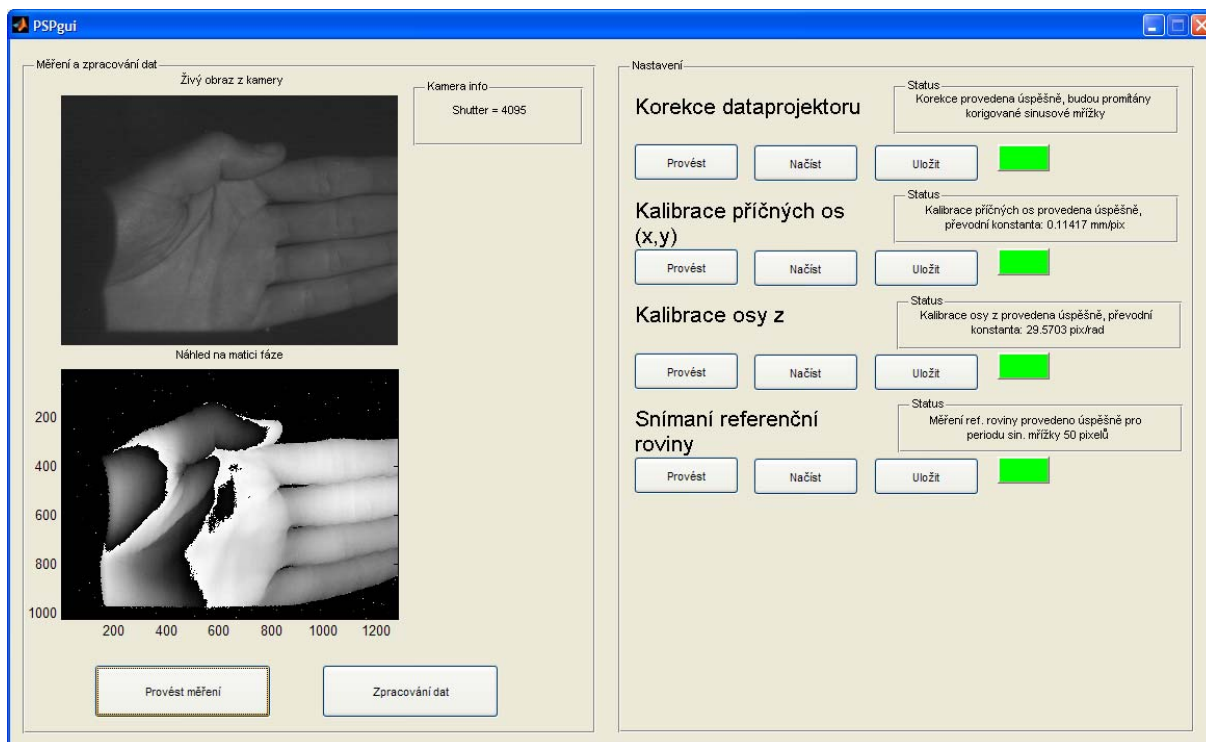 PSPgui
Měření a zpracování dat
Živý obraz z kamery
Kamera info
Shutter = 4095
Náhled na matici fáze
200
400
600
800
1000
200 400 600 800 1000 1200
Provést měření
Zpracování dat
Nastavení
Korekce dataprojektoru
Status
Korekce provedena úspěšně, budou promítány
korigované sinusové mřížky
Provést
Načíst
Uložit
Kalibrace příčných os
(x,y)
Status
Kalibrace příčných os provedena úspěšně,
převodní konstanta: 0.11417 mm/pix
Provést
Načíst
Uložit
Kalibrace osy z
Status
Kalibrace osy z provedena úspěšně, převodní
konstanta: 29.5703 pix/rad
Provést
Načíst
Uložit
Snímaní referenční
roviny
Status
Měření ref. roviny provedeno úspěšně pro
periodu sin. mřížky 50 pixelů
Provést
Načíst
Uložit